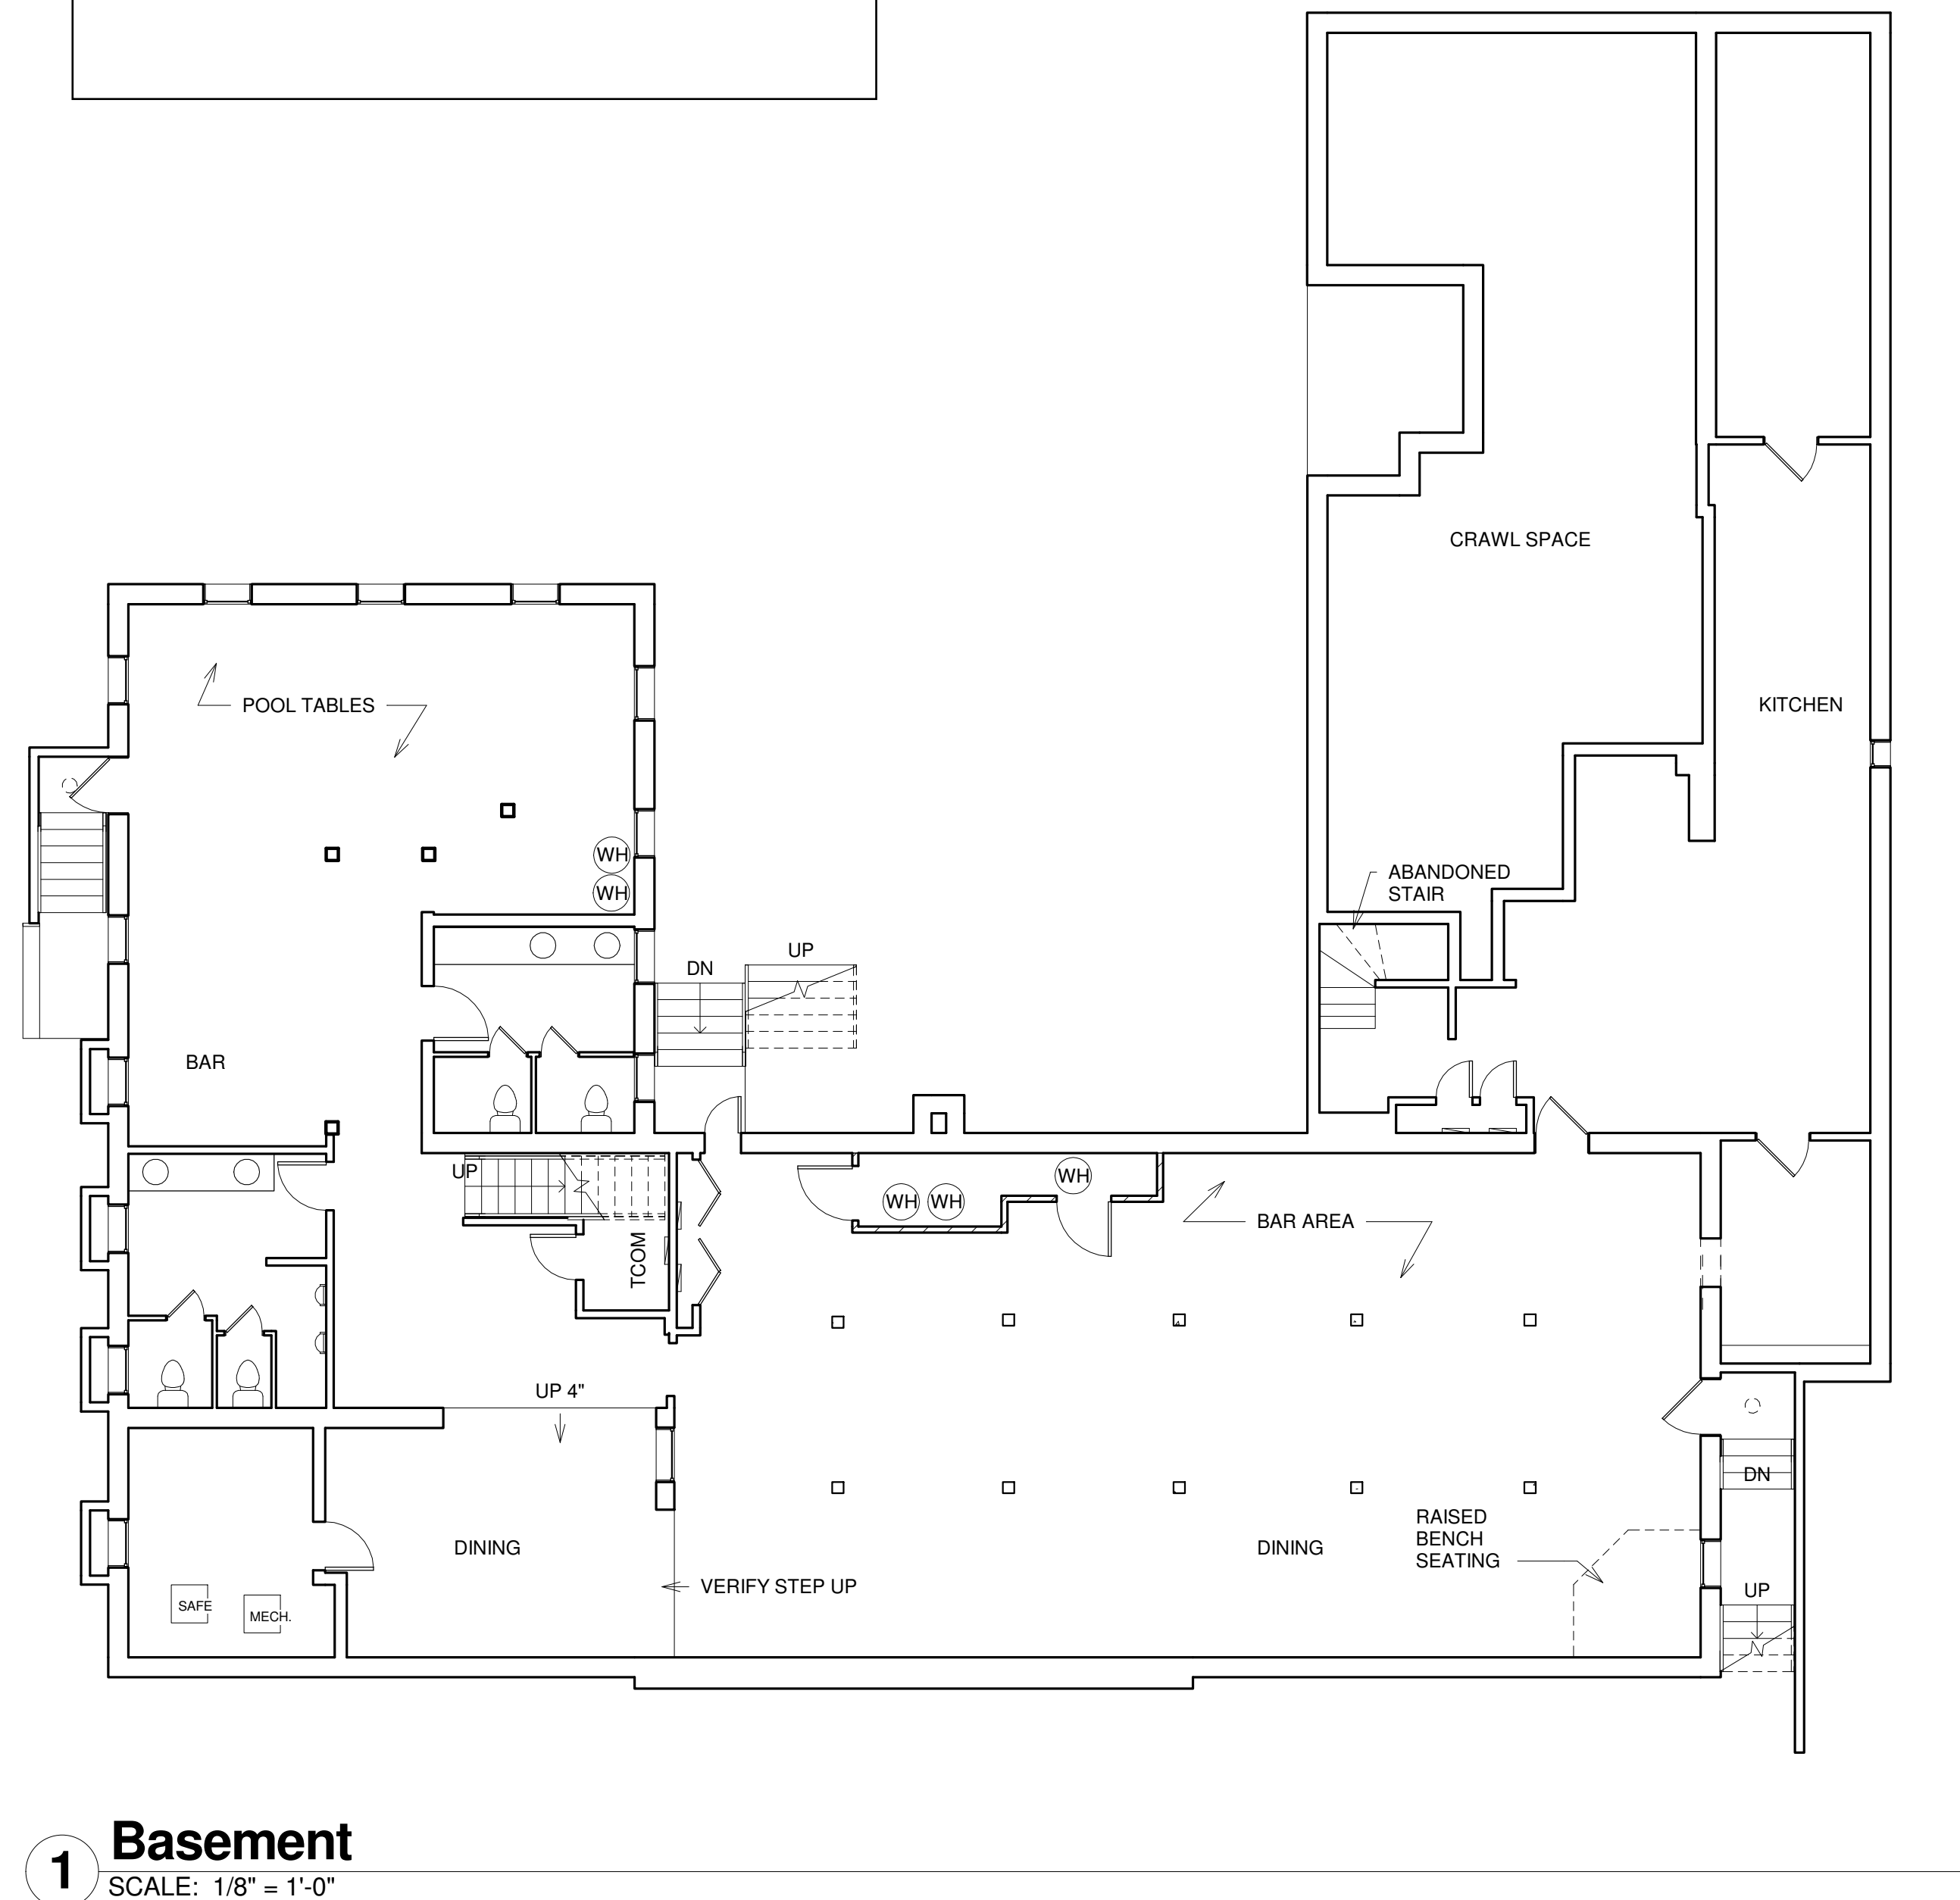 CRAWL SPACE
POOL TABLES
KITCHEN
WH
WH
ABANDONED
STAIR
UP
DN
BAR
UP
WH
WH
WH
BAR AREA
TCOM
UP 4"
DN
RAISED
BENCH
SEATING
DINING
DINING
VERIFY STEP UP
UP
SAFE
MECH.
1
Basement
SCALE: 1/8" = 1'-0"